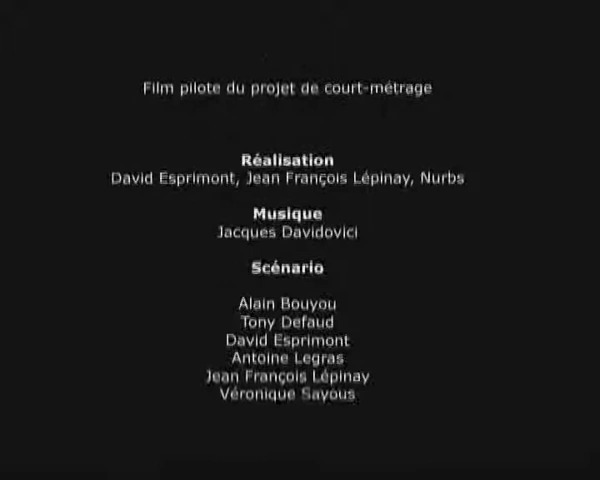 Film pilote du projet de court-métrage
Réalisation
David Esprimont, Jean François Lépinay, Nurbs
Musique
Jacques Davidovici
Scénario
Alain Bouyou
Tony Defaud
David Esprimont
Antoine Legras
Jean François Lépinay
Véronique Sayous